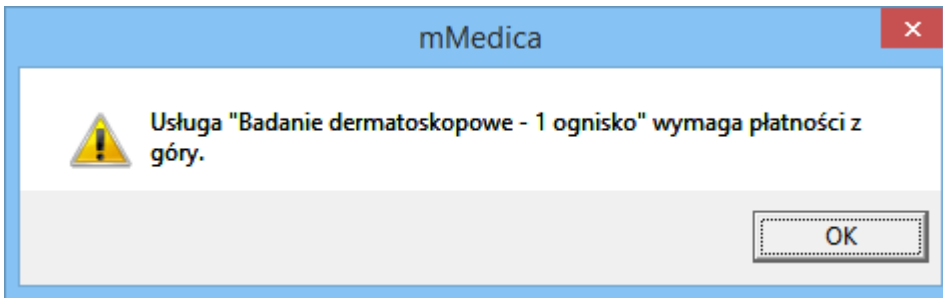 mMedica
Usługa "Badanie dermatoskopowe - 1 ognisko" wymaga płatności z
góry.
OK